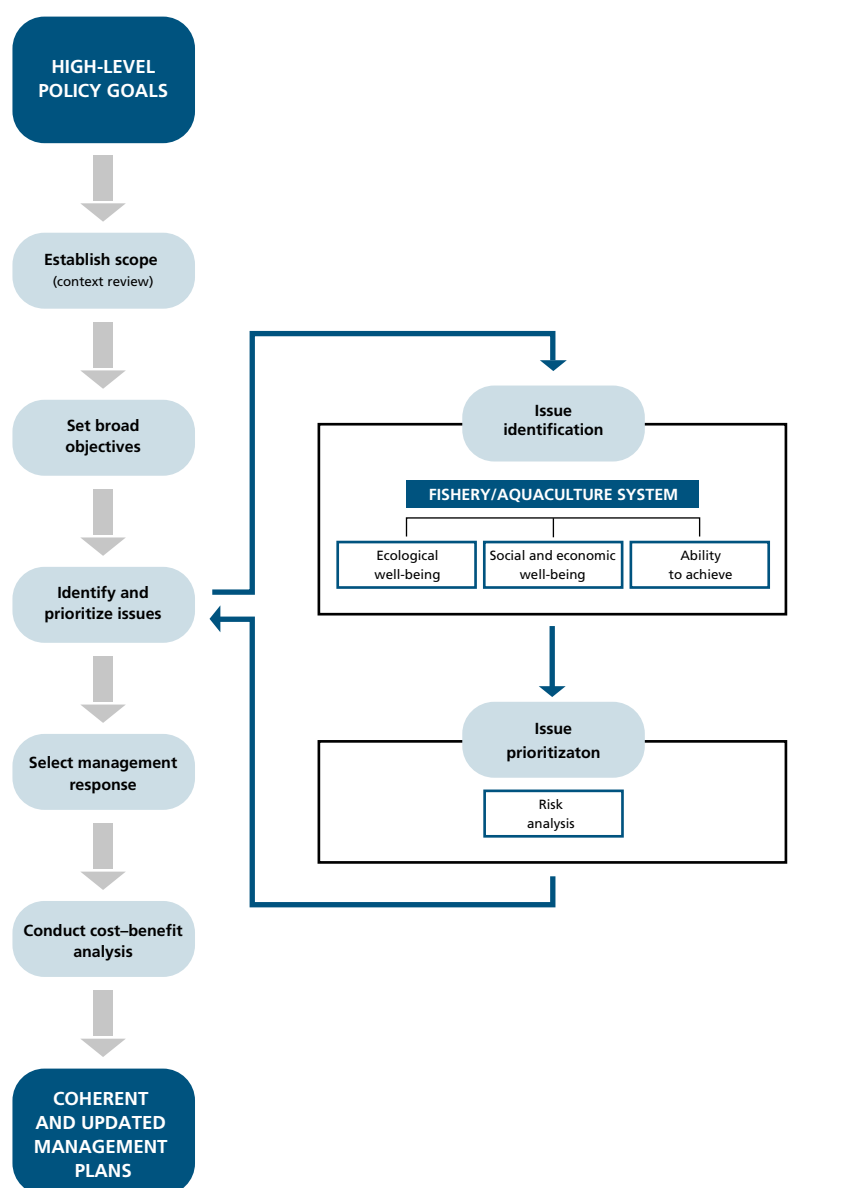 HIGH-LEVEL
POLICY GOALS
Establish scope
(context review)
Set broad
objectives
Identify and
prioritize issues
Select management
response
Conduct cost–benefit
analysis
COHERENT
AND UPDATED
MANAGEMENT
PLANS
Issue
identification
FISHERY/AQUACULTURE SYSTEM
Ecological
well-being
Social and economic
well-being
Ability
to achieve
Issue
prioritizaton
Risk
analysis